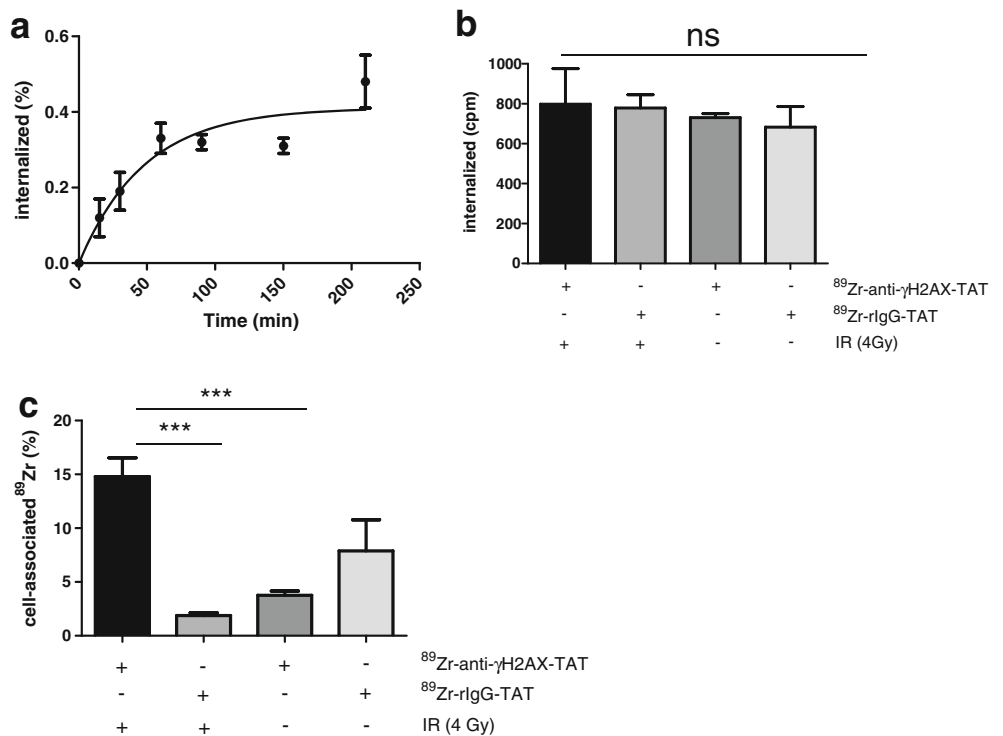 a
internalized (%)
0.6
0.4
0.2
0.0
0 50 100 150 200 250
Time (min)
b
ns
internalized (cpm)
1000
800
600
400
200
0
+ - + - ⁸⁹Zr-anti-γH2AX-TAT
- + - + ⁸⁹Zr-rIgG-TAT
+ + - - IR (4Gy)
c
***
***
cell-associated ⁸⁹Zr (%)
20
15
10
5
0
+ - + - ⁸⁹Zr-anti-γH2AX-TAT
- + - + ⁸⁹Zr-rIgG-TAT
+ + - - IR (4 Gy)